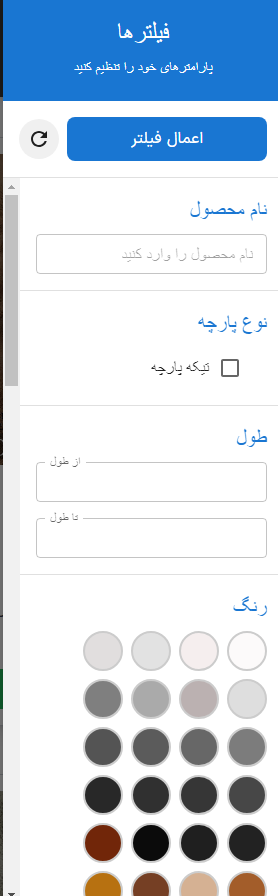 فیلترها
پارامترهای خود را تنظیم کنید
اعمال فیلتر
نام محصول
نام محصول را وارد کنید
نوع پارچه
تیکه پارچه
طول
از طول
تا طول
رنگ